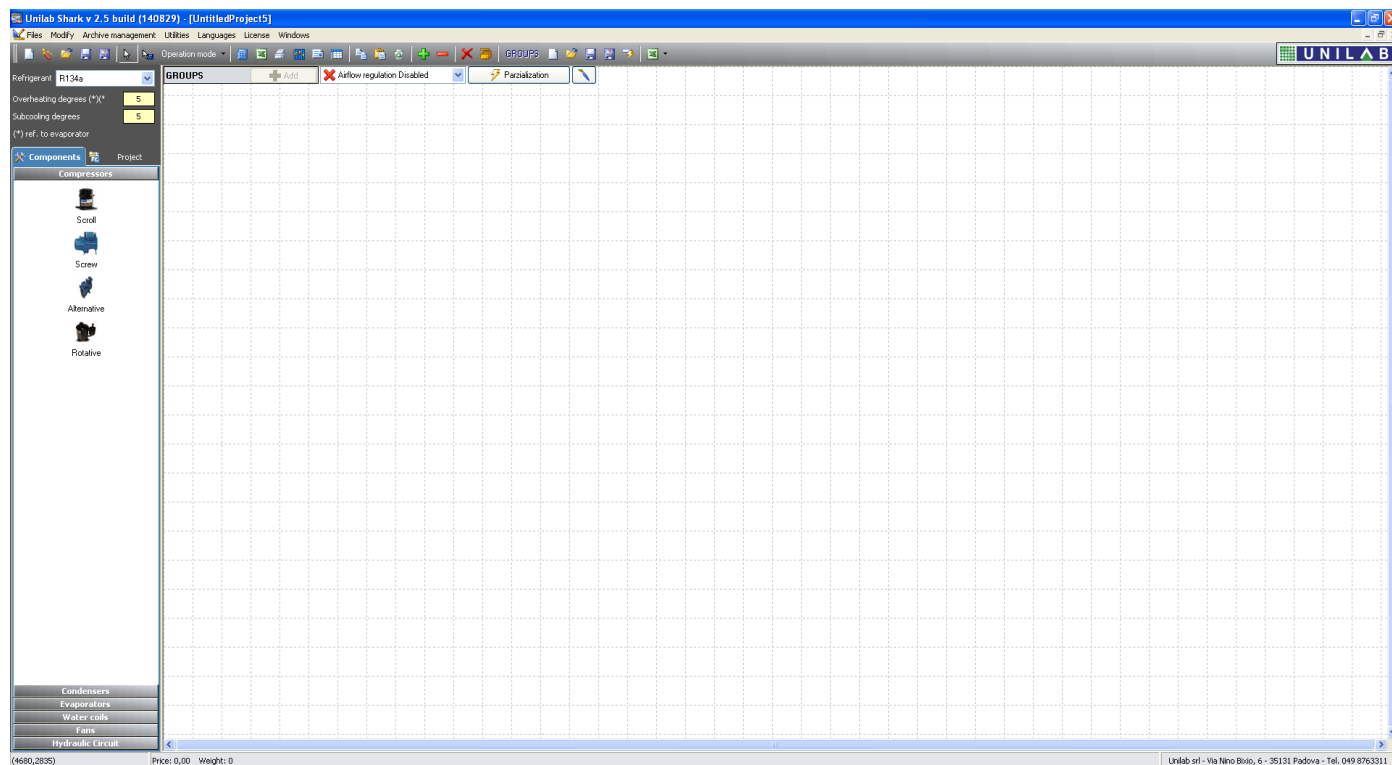 Unilab Shark v 2.5 build (140829) - [UntitledProject5]
Files Modify Archive management Utilities Languages License Windows
Operation mode GROUPS UNILAB
Refrigerant R134a GROUPS Add Airflow regulation Disabled Parzialization
Overheating degrees (*)(* 5
Subcooling degrees 5
(*) ref. to evaporator
Components Project
Compressors
Scroll
Screw
Alternative
Rotative
Condensers
Evaporators
Water coils
Fans
Hydraulic Circuit
(4680,2835) Price: 0,00 Weight: 0 Unilab srl - Via Nino Bixio, 6 - 35131 Padova - Tel. 049 8763311